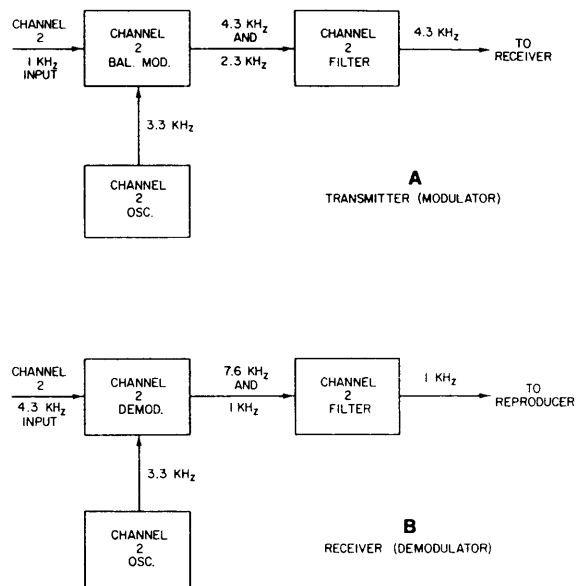 CHANNEL
2
1 KHz
INPUT
CHANNEL
2
BAL. MOD.
4.3 KHz
AND
2.3 KHz
CHANNEL
2
FILTER
4.3 KHz
TO
RECEIVER
3.3 KHz
CHANNEL
2
OSC.
A
TRANSMITTER (MODULATOR)
CHANNEL
2
4.3 KHz
INPUT
CHANNEL
2
DEMOD.
7.6 KHz
AND
1 KHz
CHANNEL
2
FILTER
1 KHz
TO
REPRODUCER
3.3 KHz
CHANNEL
2
OSC.
B
RECEIVER (DEMODULATOR)